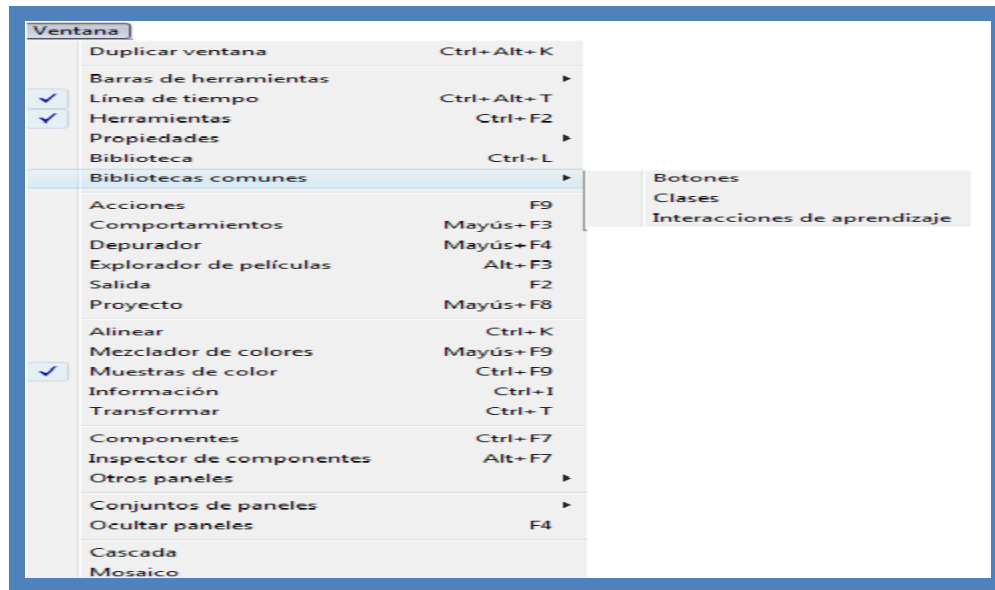 Ventana
Duplicar ventana Ctrl+Alt+K
Barras de herramientas
Línea de tiempo Ctrl+Alt+T
Herramientas Ctrl+F2
Propiedades
Biblioteca Ctrl+L
Bibliotecas comunes
Botones
Clases
Interacciones de aprendizaje
Acciones F9
Comportamientos Mayús+F3
Depurador Mayús+F4
Explorador de películas Alt+F3
Salida F2
Proyecto Mayús+F8
Alinear Ctrl+K
Mezclador de colores Mayús+F9
Muestras de color Ctrl+F9
Información Ctrl+I
Transformar Ctrl+T
Componentes Ctrl+F7
Inspector de componentes Alt+F7
Otros paneles
Conjuntos de paneles
Ocultar paneles F4
Cascada
Mosaico